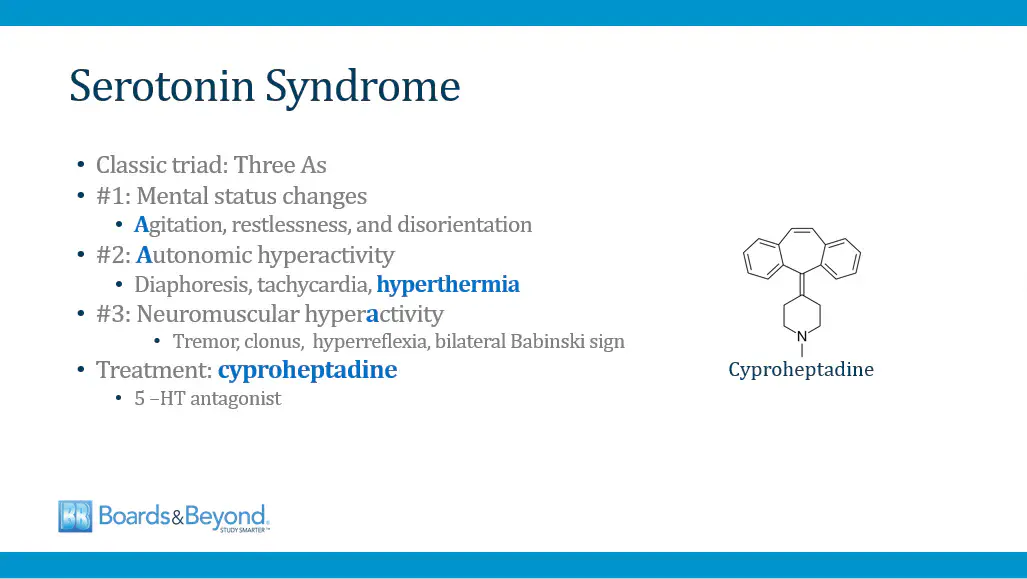 Serotonin Syndrome
• Classic triad: Three As
• #1: Mental status changes
• Agitation, restlessness, and disorientation
• #2: Autonomic hyperactivity
• Diaphoresis, tachycardia, hyperthermia
• #3: Neuromuscular hyperactivity
• Tremor, clonus,  hyperreflexia, bilateral Babinski sign
• Treatment: cyproheptadine
• 5 –HT antagonist
N
Cyproheptadine
BB Boards&Beyond®
STUDY SMARTER™